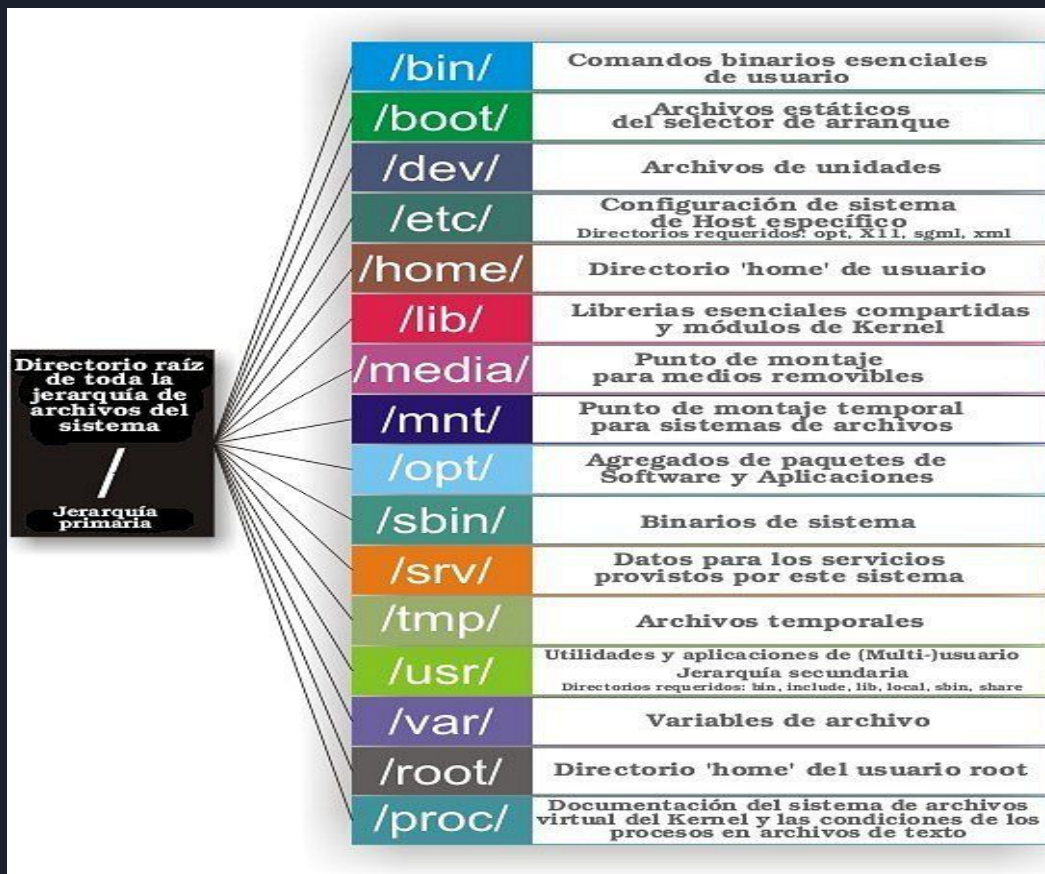 Directorio raíz
de toda la
jerarquía de
archivos del
sistema
/
Jerarquía
primaria
/bin/
Comandos binarios esenciales
de usuario
/boot/
Archivos estáticos
del selector de arranque
/dev/
Archivos de unidades
/etc/
Configuración de sistema
de Host específico
Directorios requeridos: opt, X11, sgml, xml
/home/
Directorio 'home' de usuario
/lib/
Librerias esenciales compartidas
y módulos de Kernel
/media/
Punto de montaje
para medios removibles
/mnt/
Punto de montaje temporal
para sistemas de archivos
/opt/
Agregados de paquetes de
Software y Aplicaciones
/sbin/
Binarios de sistema
/srv/
Datos para los servicios
provistos por este sistema
/tmp/
Archivos temporales
/usr/
Utilidades y aplicaciones de (Multi-)usuario
Jerarquía secundaria
Directorios requeridos: bin, include, lib, local, sbin, share
/var/
Variables de archivo
/root/
Directorio 'home' del usuario root
/proc/
Documentación del sistema de archivos
virtual del Kernel y las condiciones de los
procesos en archivos de texto